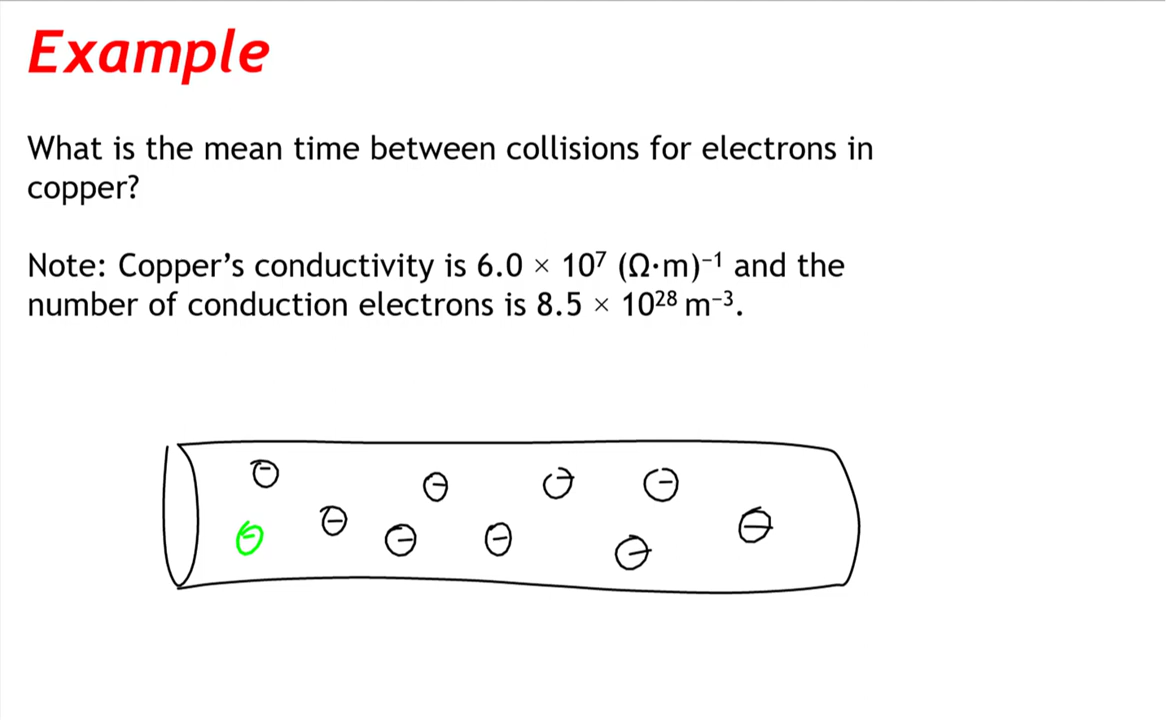 Example
What is the mean time between collisions for electrons in
copper?
Note: Copper’s conductivity is 6.0 × 10⁷ (Ω·m)⁻¹ and the
number of conduction electrons is 8.5 × 10²⁸ m⁻³.